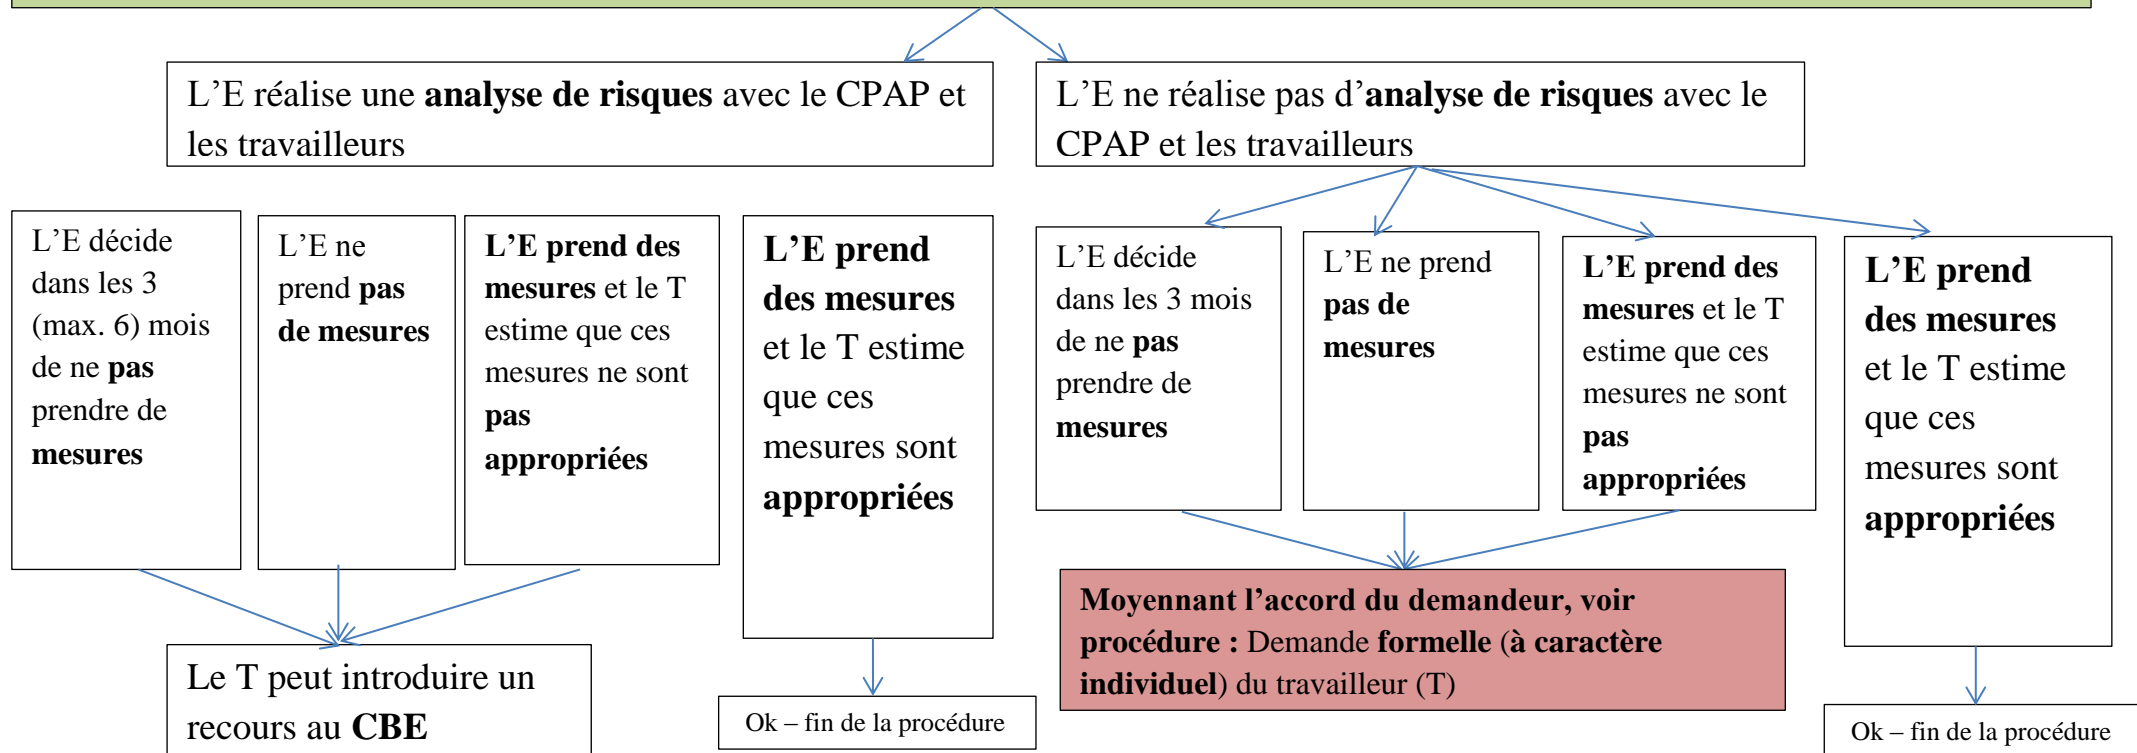 L’E réalise une analyse de risques avec le CPAP et
les travailleurs
L’E ne réalise pas d’analyse de risques avec le
CPAP et les travailleurs
L’E décide
dans les 3
(max. 6) mois
de ne pas
prendre de
mesures
L’E ne
prend pas
de mesures
L’E prend des
mesures et le T
estime que ces
mesures ne sont
pas
appropriées
L’E prend
des mesures
et le T estime
que ces
mesures sont
appropriées
L’E décide
dans les 3 mois
de ne pas
prendre de
mesures
L’E ne prend
pas de
mesures
L’E prend des
mesures et le T
estime que ces
mesures ne sont
pas
appropriées
L’E prend
des mesures
et le T estime
que ces
mesures sont
appropriées
Le T peut introduire un
recours au CBE
Ok – fin de la procédure
Moyennant l’accord du demandeur, voir
procédure : Demande formelle (à caractère
individuel) du travailleur (T)
Ok – fin de la procédure